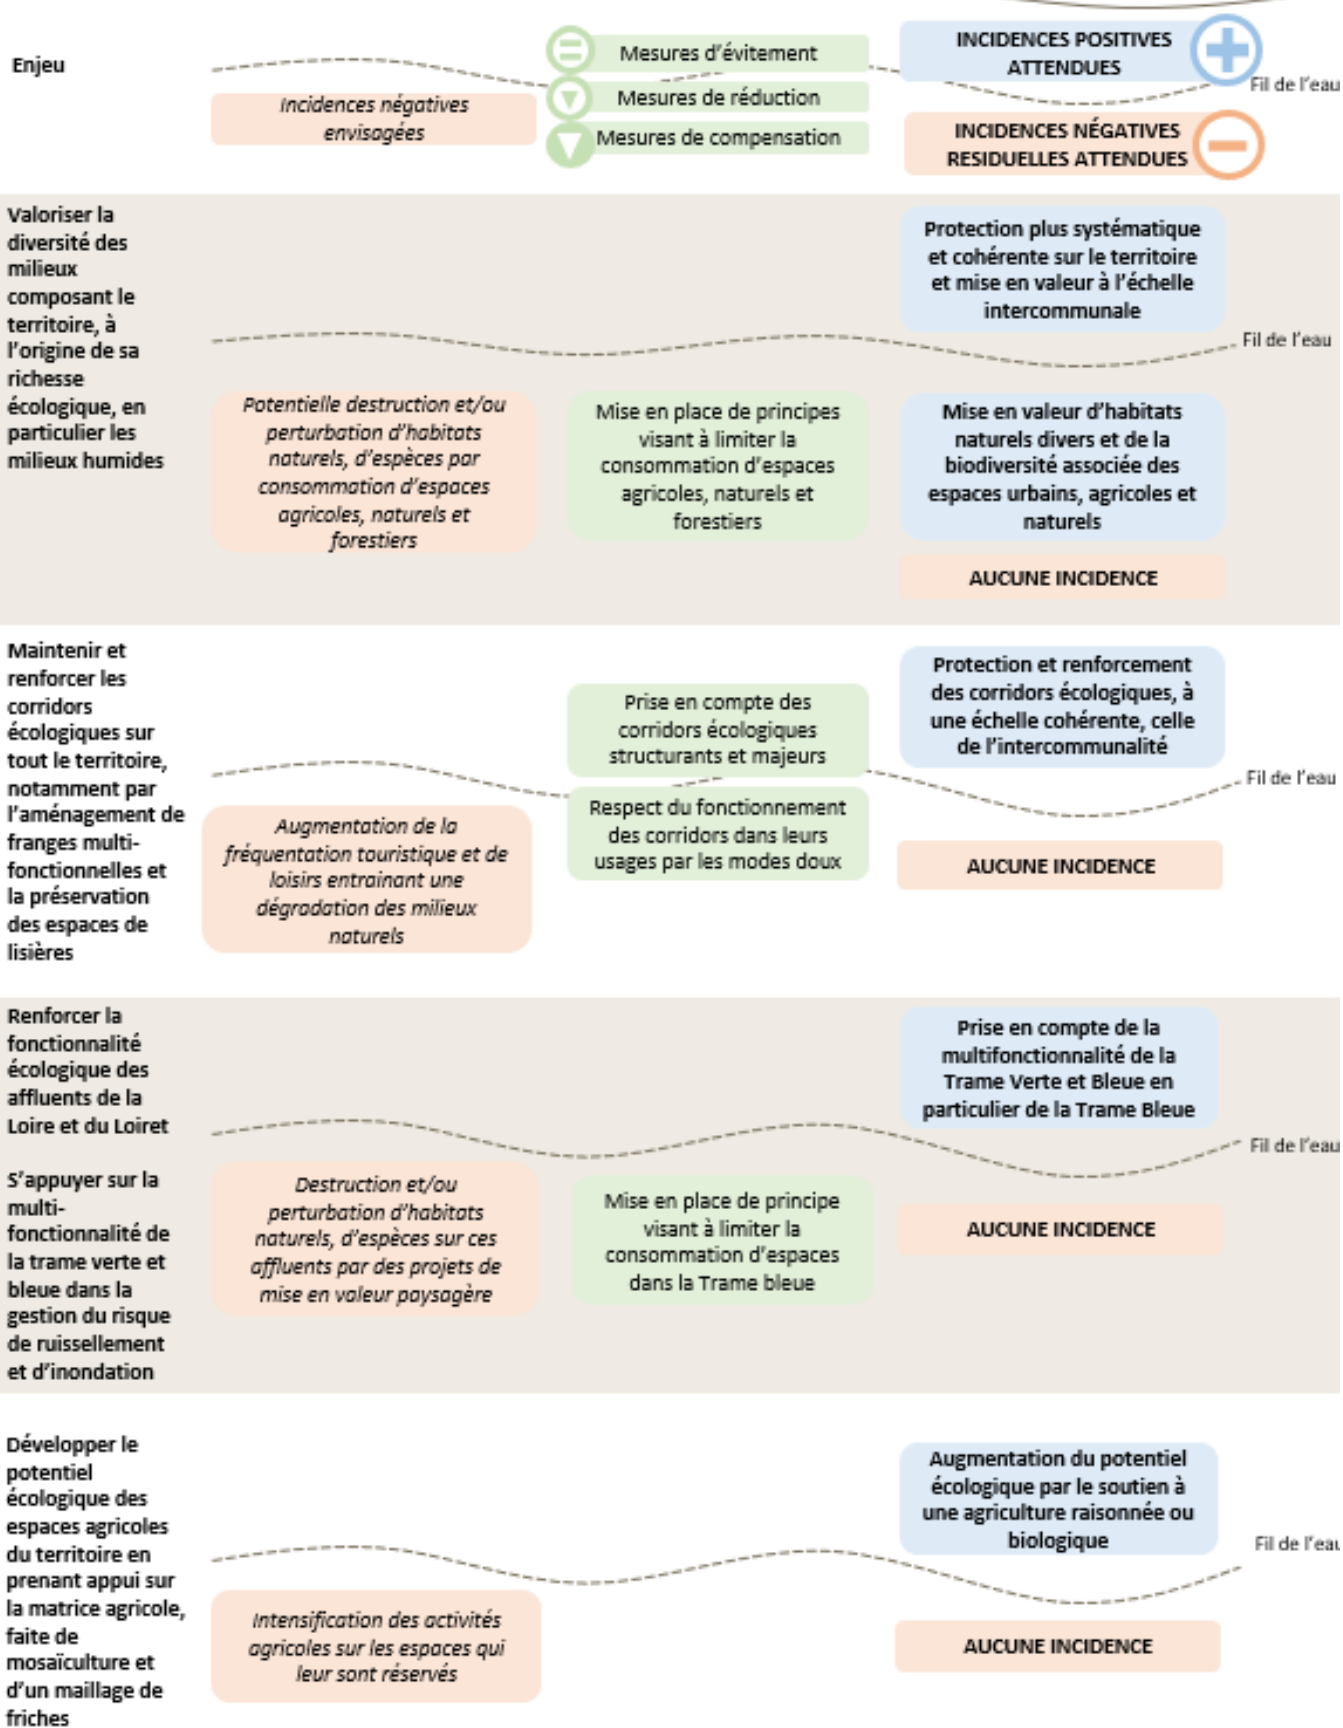 Enjeu
Incidences négatives
envisagées
Mesures d'évitement
Mesures de réduction
Mesures de compensation
INCIDENCES POSITIVES
ATTENDUES
Fil de l'eau
INCIDENCES NÉGATIVES
RESIDUELLES ATTENDUES
Valoriser la
diversité des
milieux
composant le
territoire, à
l'origine de sa
richesse
écologique, en
particulier les
milieux humides
Potentielle destruction et/ou
perturbation d'habitats
naturels, d'espèces par
consommation d'espaces
agricoles, naturels et
forestiers
Mise en place de principes
visant à limiter la
consommation d'espaces
agricoles, naturels et
forestiers
Protection plus systématique
et cohérente sur le territoire
et mise en valeur à l'échelle
intercommunale
Fil de l'eau
Mise en valeur d'habitats
naturels divers et de la
biodiversité associée des
espaces urbains, agricoles et
naturels
AUCUNE INCIDENCE
Maintenir et
renforcer les
corridors
écologiques sur
tout le territoire,
notamment par
l'aménagement de
franges multi-
fonctionnelles et
la préservation
des espaces de
lisières
Augmentation de la
fréquentation touristique et de
loisirs entrainant une
dégradation des milieux
naturels
Prise en compte des
corridors écologiques
structurants et majeurs
Respect du fonctionnement
des corridors dans leurs
usages par les modes doux
Protection et renforcement
des corridors écologiques, à
une échelle cohérente, celle
de l'intercommunalité
Fil de l'eau
AUCUNE INCIDENCE
Renforcer la
fonctionnalité
écologique des
affluents de la
Loire et du Loiret
S'appuyer sur la
multi-
fonctionnalité de
la trame verte et
bleue dans la
gestion du risque
de ruissellement
et d'inondation
Destruction et/ou
perturbation d'habitats
naturels, d'espèces sur ces
affluents par des projets de
mise en valeur paysagère
Mise en place de principe
visant à limiter la
consommation d'espaces
dans la Trame bleue
Prise en compte de la
multifonctionnalité de la
Trame Verte et Bleue en
particulier de la Trame Bleue
Fil de l'eau
AUCUNE INCIDENCE
Développer le
potentiel
écologique des
espaces agricoles
du territoire en
prenant appui sur
la matrice agricole,
faite de
mosaïculture et
d'un maillage de
friches
Intensification des activités
agricoles sur les espaces qui
leur sont réservés
Augmentation du potentiel
écologique par le soutien à
une agriculture raisonnée ou
biologique
Fil de l'eau
AUCUNE INCIDENCE